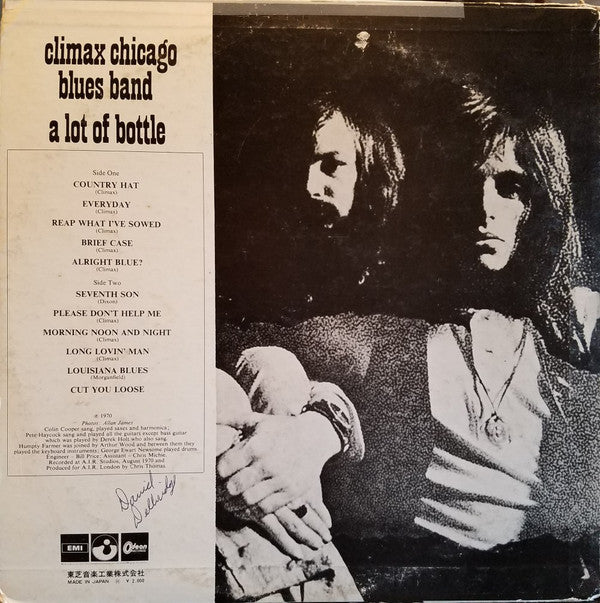 climax chicago
blues band
a lot of bottle
Side One
COUNTRY HAT
(Climax)
EVERYDAY
(Climax)
REAP WHAT I'VE SOWED
(Climax)
BRIEF CASE
(Climax)
ALRIGHT BLUE?
(Climax)
Side Two
SEVENTH SON
(Dixon)
PLEASE DON'T HELP ME
(Climax)
MORNING NOON AND NIGHT
(Climax)
LONG LOVIN' MAN
(Climax)
LOUISIANA BLUES
(Morganfield)
CUT YOU LOOSE
℗ 1970
Photos: Allan James
Colin Cooper sang, played saxes and harmonica;
Pete Haycock sang and played all the guitars except bass guitar
which was played by Derek Holt who also sang.
Humpty Farmer was joined by Arthur Wood and between them they
played the keyboard instruments; George Ewart Newsome played drums.
Engineer - Bill Price; Assistant - Chris Michie.
Recorded at A.I.R. Studios, August 1970 and
Produced for A.I.R. London by Chris Thomas.
David
EMI
Odeon
東芝音楽工業株式会社
MADE IN JAPAN